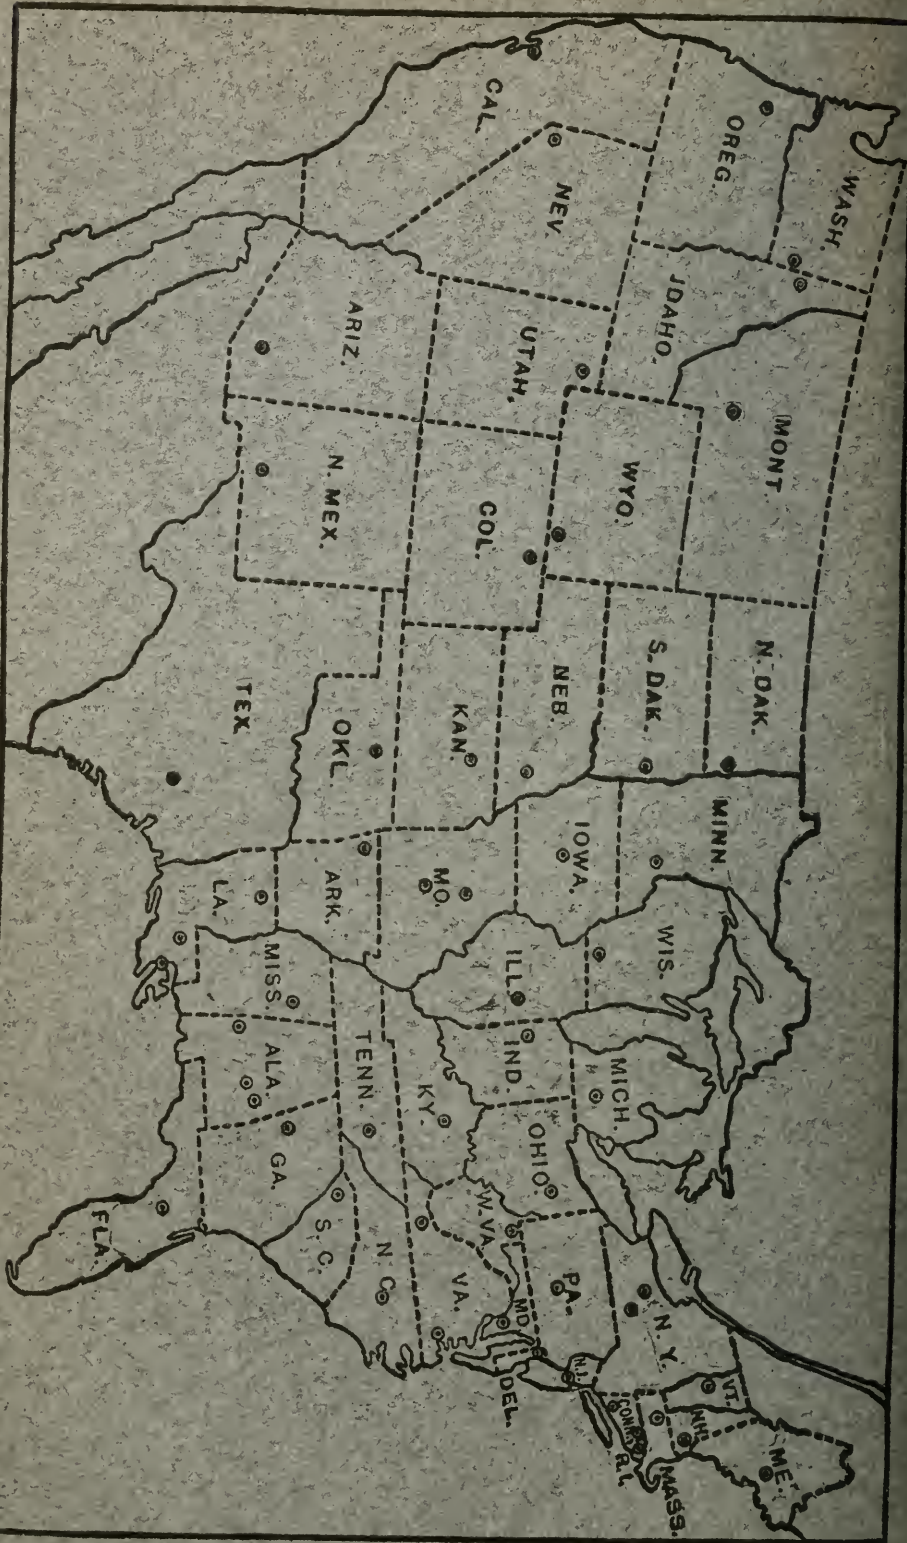 WASH.
OREG.
CAL.
NEV.
IDAHO.
MONT.
WYO.
UTAH,
COL.
ARIZ.
N. MEX.
N. DAK.
S. DAK.
NEB.
KAN.
OKL.
TEX
MINN.
IOWA.
MO.
ARK.
LA.
WIS.
ILL.
MICH.
IND.
OHIO.
KY.
TENN.
MISS.
ALA.
GA.
FLA.
S. C.
N. C.
VA.
W. VA.
MD.
DEL.
PA.
N.J.
N. Y.
CONN.
R.I.
MASS.
VT.
N.H.
ME.